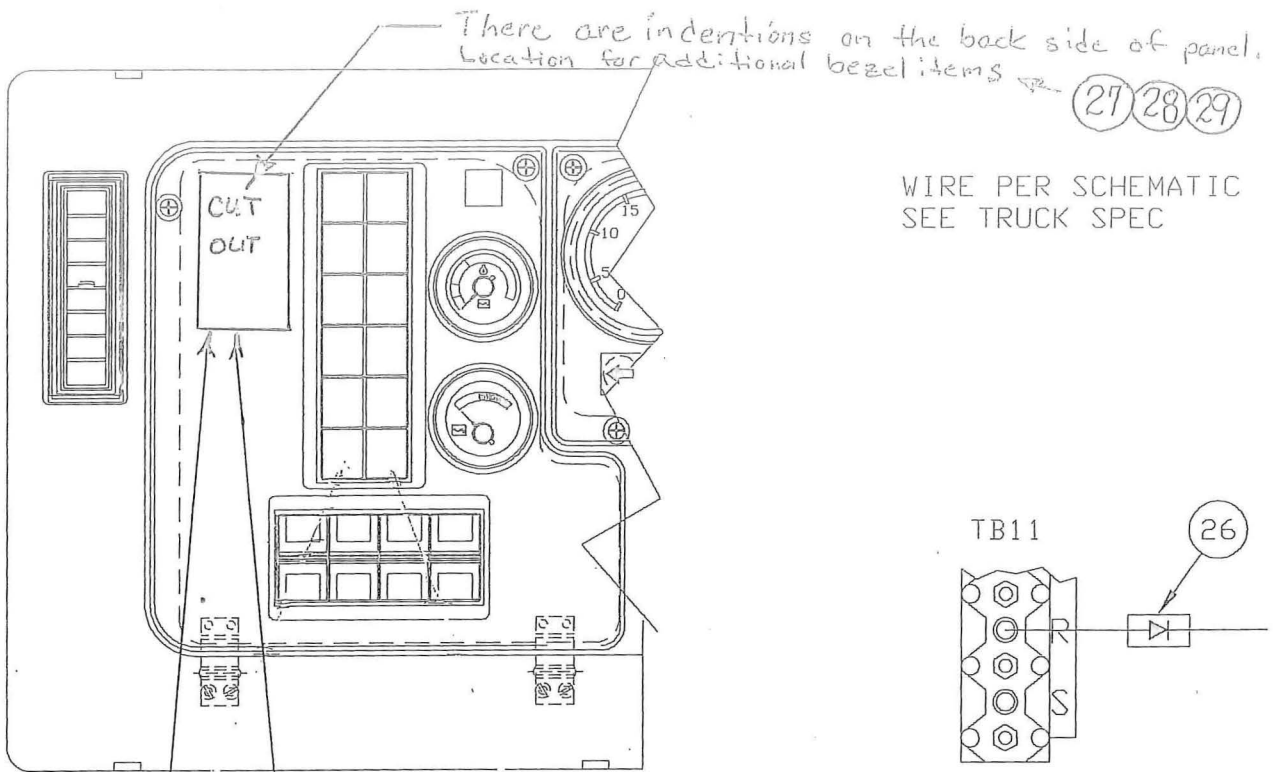 There are indentions on the back side of panel.
Location for additional bezel items
27 28 29
WIRE PER SCHEMATIC
SEE TRUCK SPEC
CUT
OUT
15
10
5
0
TB11
26
R
S